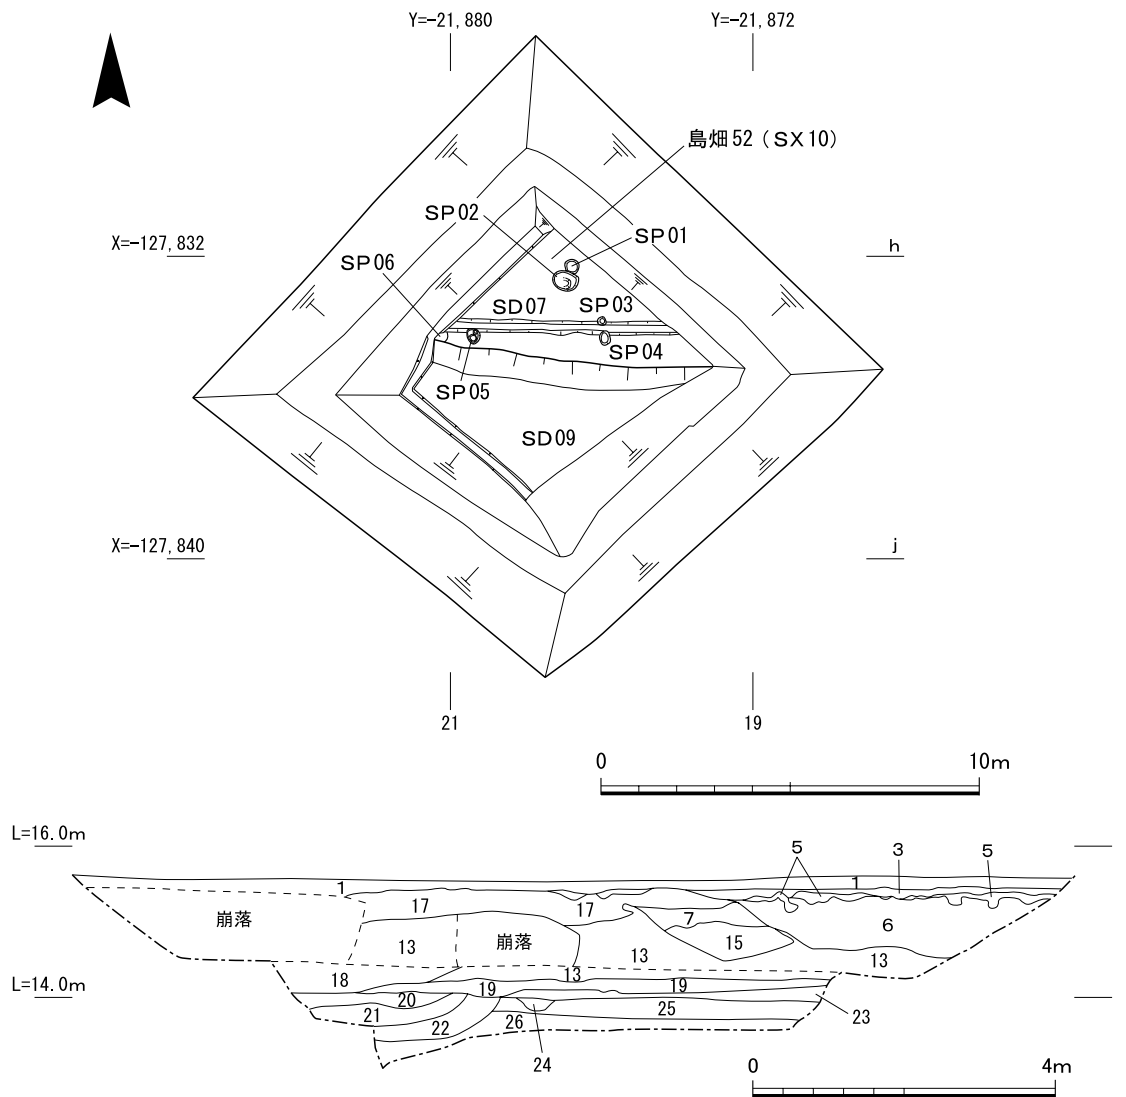 Y=-21,880
Y=-21,872
島畑52（SX10）
SP02
SP01
X=-127,832
h
SP06
SD07
SP03
SP04
SP05
SD09
X=-127,840
j
21
19
0
10m
L=16.0m
5
3
5
1
1
崩落
17
17
7
6
13
崩落
13
15
13
18
13
L=14.0m
19
19
20
21
25
23
22
26
24
0
4m